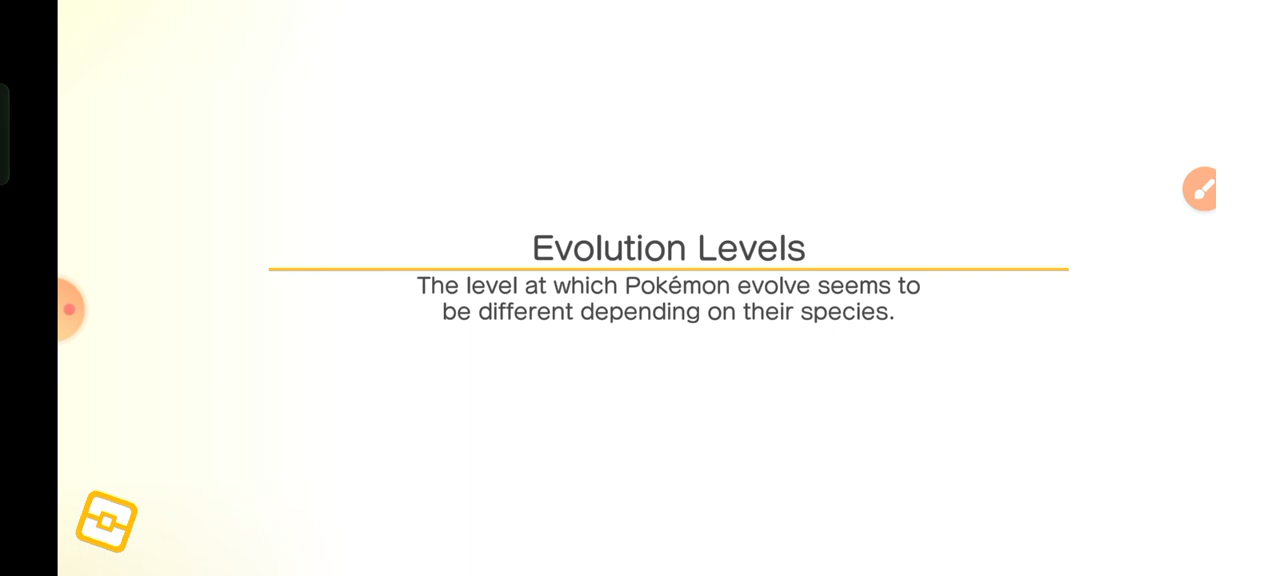 Evolution Levels
The level at which Pokémon evolve seems to
be different depending on their species.